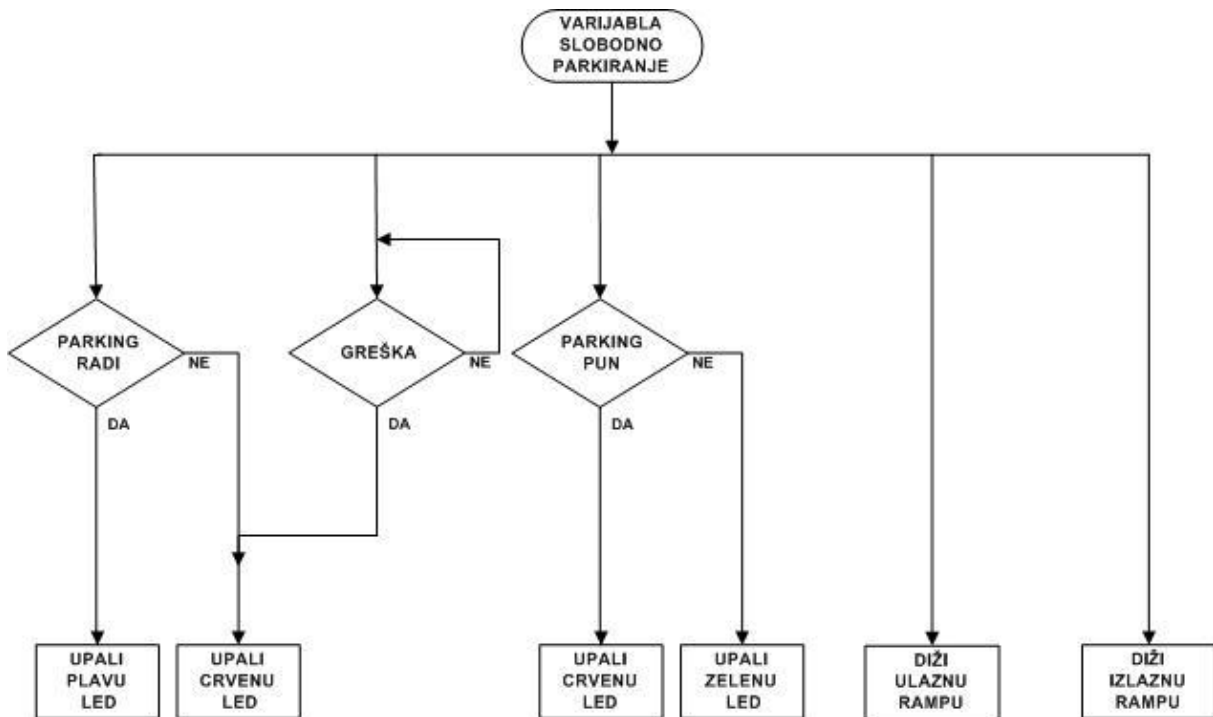 VARIJABLA
SLOBODNO
PARKIRANJE
PARKING
RADI
NE
DA
GREŠKA
NE
DA
PARKING
PUN
NE
DA
UPALI
PLAVU
LED
UPALI
CRVENU
LED
UPALI
CRVENU
LED
UPALI
ZELENU
LED
DIŽI
ULAZNU
RAMPU
DIŽI
IZLAZNU
RAMPU